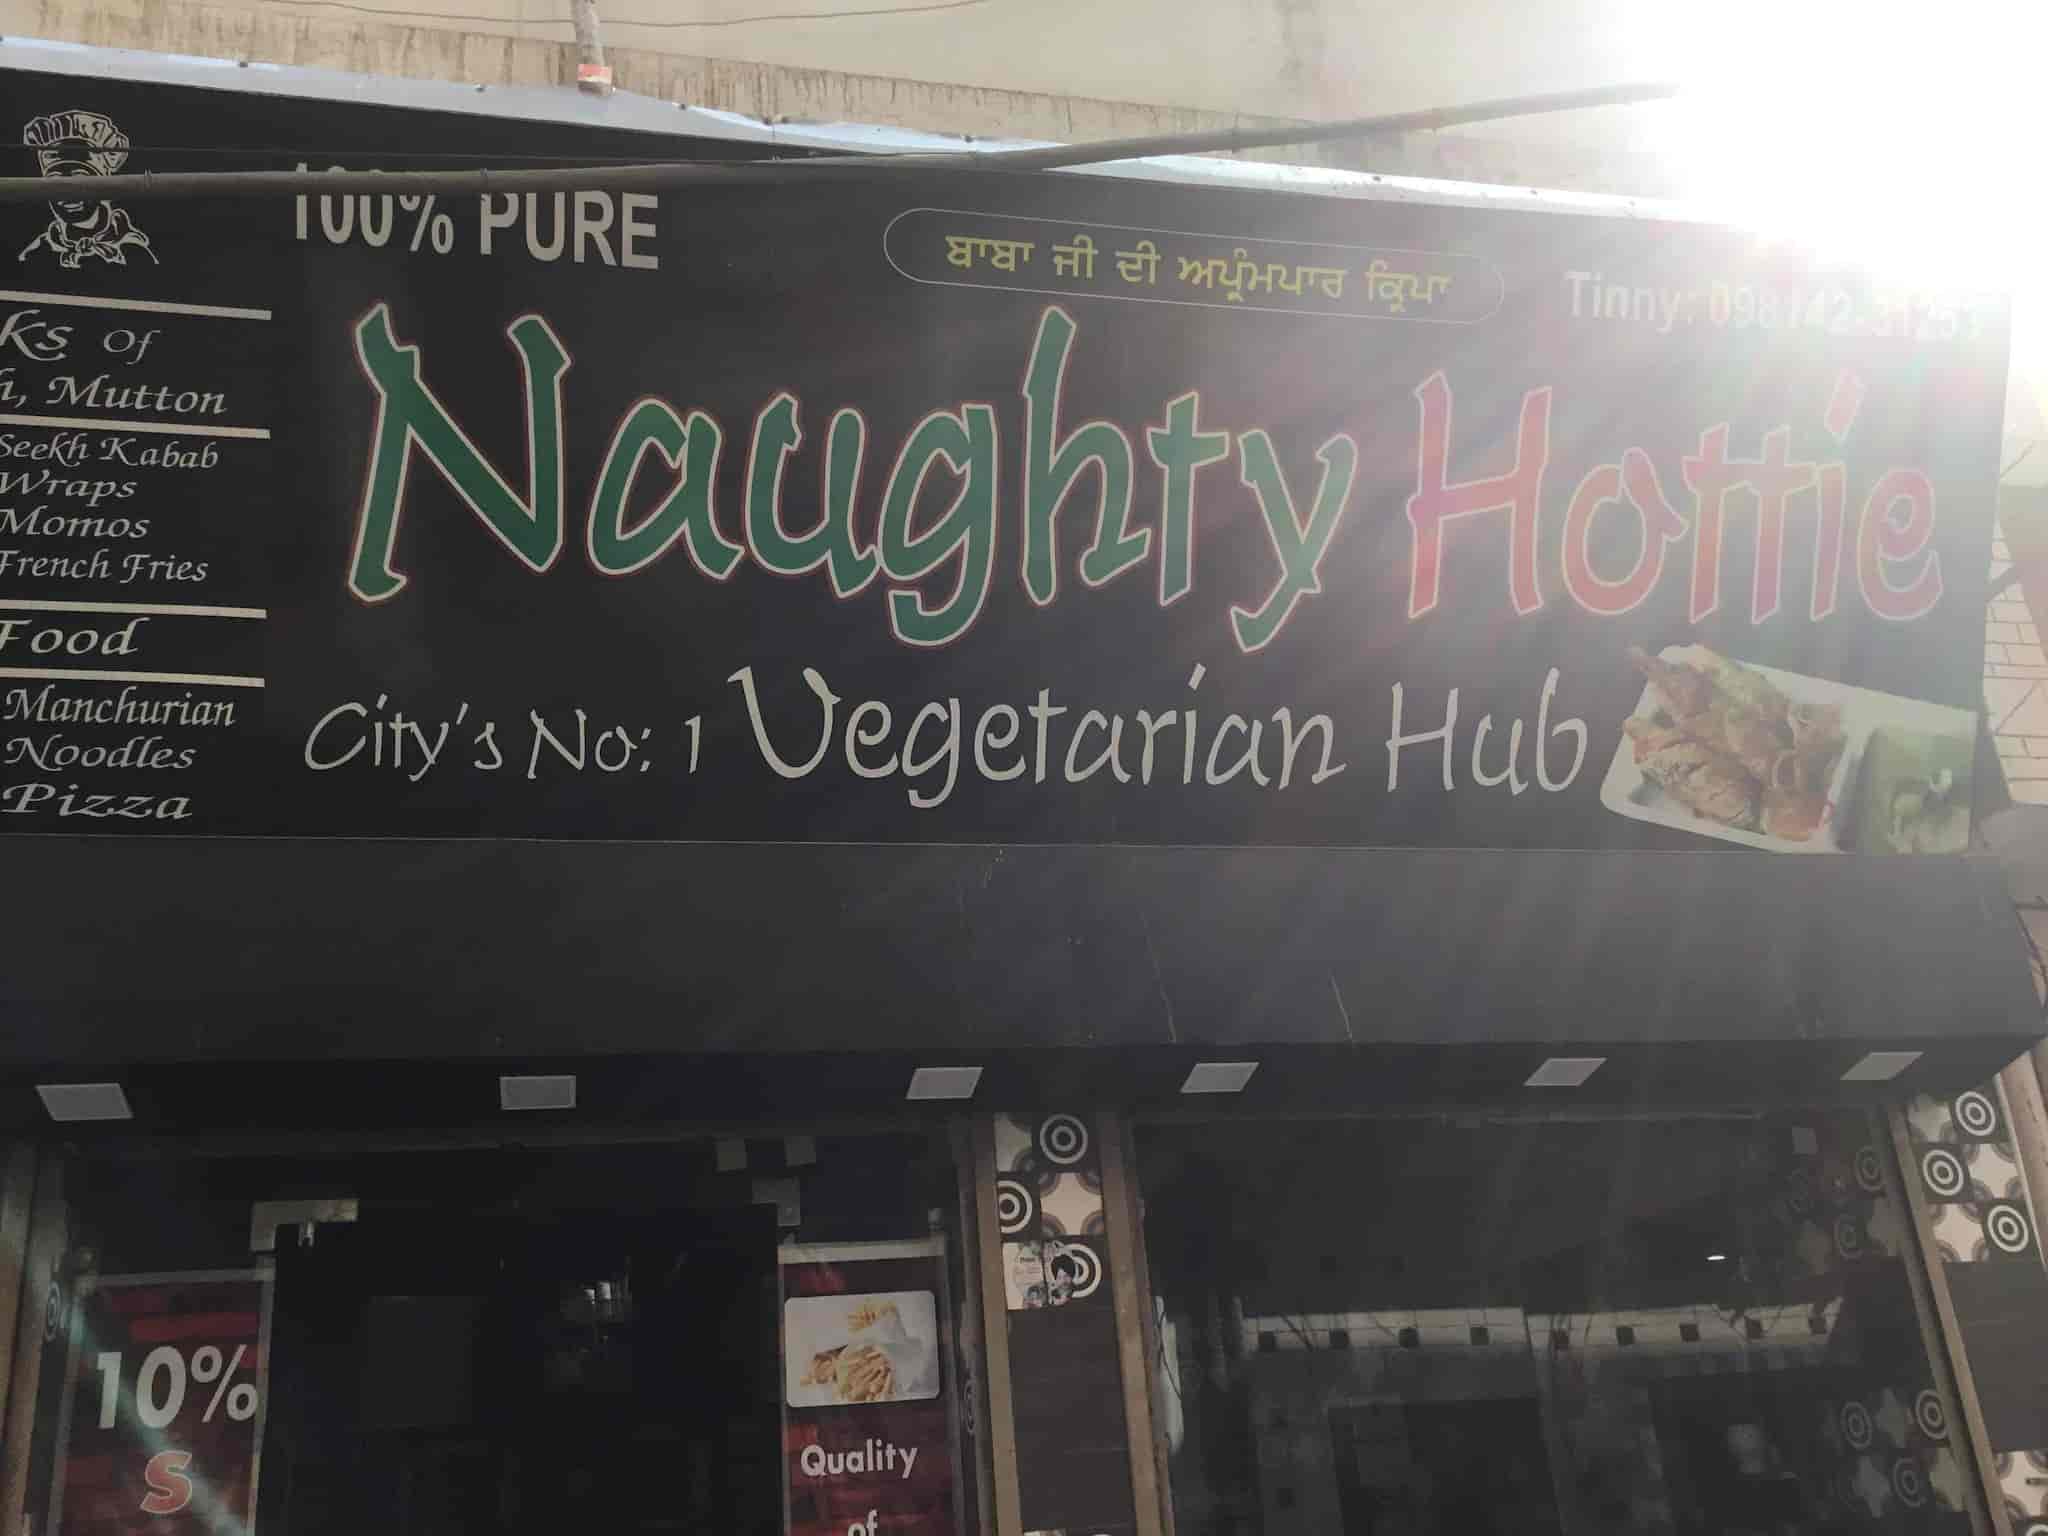 100% PURE
ਬਾਬਾ ਜੀ ਦੀ ਅਪ੍ਰੰਮਪਾਰ ਕ੍ਰਿਪਾ
Tinny:
Naughty Hottie
City's No: 1 Vegetarian Hub
Of
Mutton
Seekh Kabab
Wraps
Momos
French Fries
Food
Manchurian
Noodles
Pizza
10%
S
Quality
of